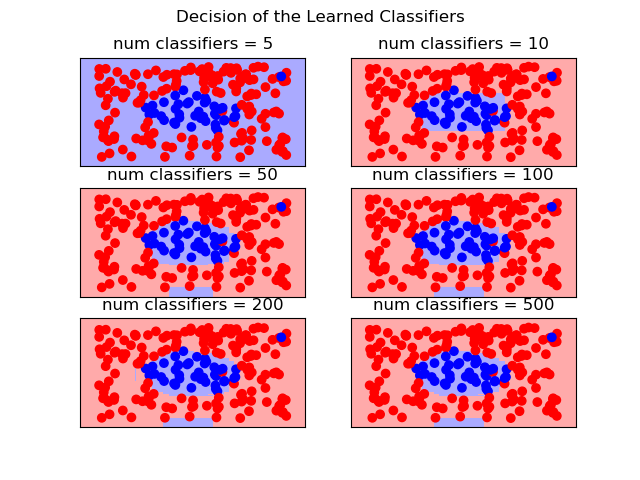 Decision of the Learned Classifiers
num classifiers = 5
num classifiers = 10
num classifiers = 50
num classifiers = 100
num classifiers = 200
num classifiers = 500